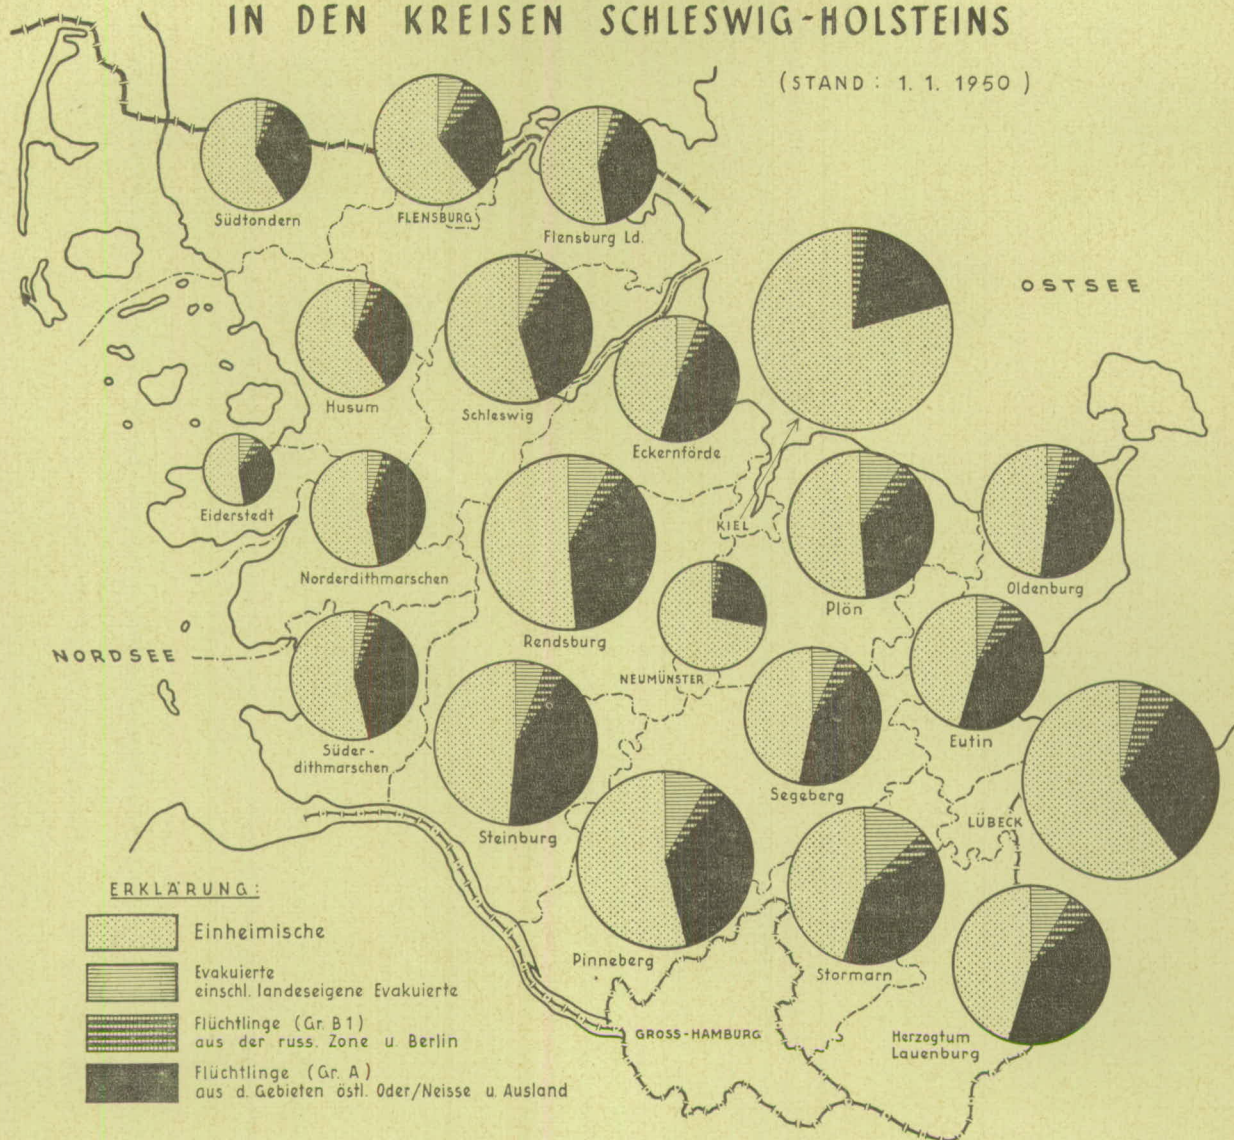 IN DEN KREISEN SCHLESWIG-HOLSTEINS
(STAND: 1. 1. 1950)
Südtondern
FLENSBURG
Flensburg Ld.
OSTSEE
Husum
Schleswig
Eckernförde
Eiderstedt
KIEL
Norderdithmarschen
Plön
Oldenburg
Rendsburg
NORDSEE
NEUMÜNSTER
Eutin
Süder-
dithmarschen
Segeberg
Steinburg
LÜBECK
ERKLÄRUNG:
Einheimische
Pinneberg
Stormarn
Evakuierte
einschl. landeseigene Evakuierte
Flüchtlinge (Gr. B1)
aus der russ. Zone u. Berlin
GROSS-HAMBURG
Herzogtum
Lauenburg
Flüchtlinge (Gr. A)
aus d. Gebieten östl. Oder/Neisse u. Ausland